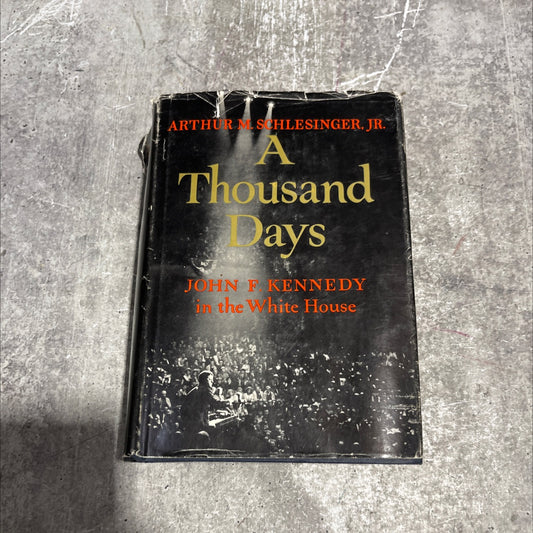 ARTHUR M. SCHLESINGER, JR.
A
Thousand
Days
JOHN F. KENNEDY
in the White House